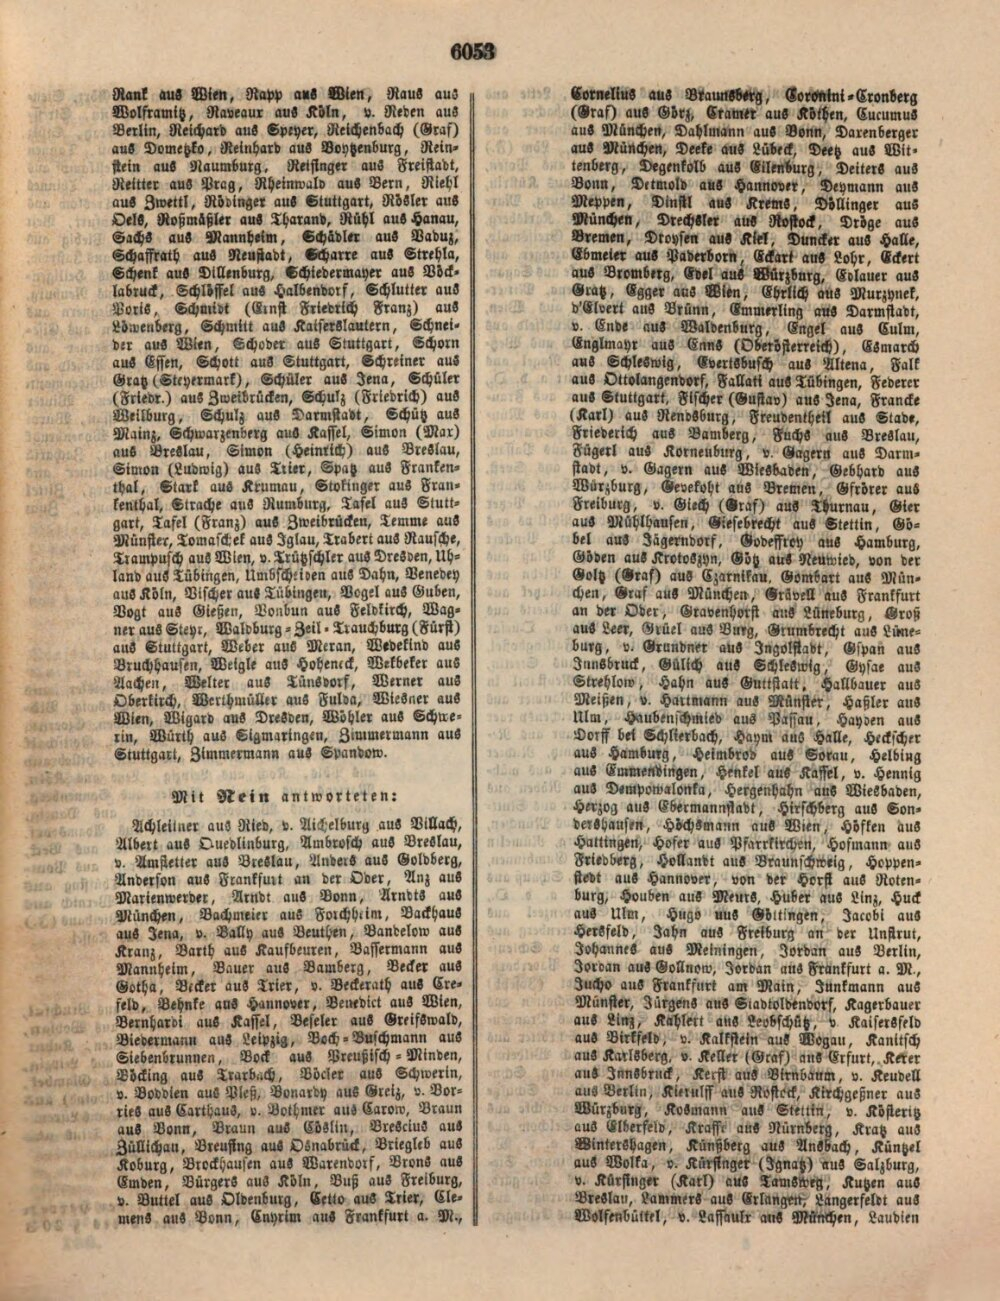 6053
Rank aus Wien, Rapp aus Wien, Raus aus
Wolframitz, Raveaux aus Köln, v. Reden aus
Berlin, Reichard aus Speyer, Reichenbach (Graf)
aus Dometzko, Reinhard aus Boytzenburg, Rein-
stein aus Naumburg, Reisinger aus Freistadt,
Reitter aus Prag, Rheinwald aus Bern, Riehl
aus Zwettl, Rödinger aus Stuttgart, Rösler aus
Oels, Roßmäßler aus Tharand, Rühl aus Hanau,
Sachs aus Mannheim, Schädler aus Vaduz,
Schaffrath aus Neustadt, Scharre aus Strehla,
Schenk aus Dillenburg, Schiedermayer aus Vöck-
labruck, Schlöffel aus Halbendorf, Schlutter aus
Poris, Schmidt (Ernst Friedrich Franz) aus
Löwenberg, Schmitt aus Kaiserslautern, Schnei-
der aus Wien, Schoder aus Stuttgart, Schorn
aus Essen, Schott aus Stuttgart, Schreiner aus
Gratz (Steyermark), Schüler aus Jena, Schüler
(Friedr.) aus Zweibrücken, Schulz (Friedrich) aus
Weilburg, Schulz aus Darmstadt, Schütz aus
Mainz, Schwarzenberg aus Kassel, Simon (Max)
aus Breslau, Simon (Heinrich) aus Breslau,
Simon (Ludwig) aus Trier, Spatz aus Franken-
thal, Stark aus Krumau, Stokinger aus Fran-
kenthal, Strache aus Rumburg, Tafel aus Stutt-
gart, Tafel (Franz) aus Zweibrücken, Temme aus
Münster, Tomaschek aus Iglau, Trabert aus Rausche,
Trampusch aus Wien, v. Trützschler aus Dresden, Uh-
land aus Tübingen, Umbscheiden aus Dahn, Venedey
aus Köln, Vischer aus Tübingen, Vogel aus Guben,
Vogt aus Gießen, Vonbun aus Feldkirch, Wag-
ner aus Steyr, Waldburg-Zeil-Trauchburg (Fürst)
aus Stuttgart, Weber aus Meran, Wedekind aus
Bruchhausen, Weigle aus Hoheneck, Wekbeker aus
Aachen, Welter aus Tünsdorf, Werner aus
Oberkirch, Werthmüller aus Fulda, Wiesner aus
Wien, Wigard aus Dresden, Wöhler aus Schwe-
rin, Würth aus Sigmaringen, Zimmermann aus
Stuttgart, Zimmermann aus Spandow.
Mit Nein antworteten:
Achleitner aus Ried, v. Aichelburg aus Villach,
Albert aus Quedlinburg, Ambrosch aus Breslau,
v. Amstetter aus Breslau, Anders aus Goldberg,
Anderson aus Frankfurt an der Oder, Anz aus
Marienwerder, Arndt aus Bonn, Arndts aus
München, Bachmeier aus Forchheim, Backhaus
aus Jena, v. Bally aus Beuthen, Bandelow aus
Kranz, Barth aus Kaufbeuren, Bassermann aus
Mannheim, Bauer aus Bamberg, Becker aus
Gotha, Becker aus Trier, v. Beckerath aus Cre-
feld, Behnke aus Hannover, Benedict aus Wien,
Bernhardi aus Kassel, Beseler aus Greifswald,
Biedermann aus Leipzig, Boch-Buschmann aus
Siebenbrunnen, Bock aus Preußisch-Minden,
Böcking aus Trarbach, Böcler aus Schwerin,
v. Boddien aus Pleß, Bonardy aus Greiz, v. Bor-
ries aus Carthaus, v. Bothmer aus Carow, Braun
aus Bonn, Braun aus Cöslin, Brescius aus
Züllichau, Breusing aus Osnabrück, Briegleb aus
Koburg, Brockhausen aus Warendorf, Brons aus
Emden, Bürgers aus Köln, Buß aus Freiburg,
v. Buttel aus Oldenburg, Cetto aus Trier, Cle-
mens aus Bonn, Cnyrim aus Frankfurt a. M.,
Cornelius aus Braunsberg, Coronini-Cronberg
(Graf) aus Görz, Cramer aus Köthen, Cucumus
aus München, Dahlmann aus Bonn, Darenberger
aus München, Deeke aus Lübeck, Deetz aus Wit-
tenberg, Degenkolb aus Eilenburg, Deiters aus
Bonn, Detmold aus Hannover, Deymann aus
Meppen, Dinstl aus Krems, Döllinger aus
München, Drechsler aus Rostock, Dröge aus
Bremen, Droysen aus Kiel, Duncker aus Halle,
Ebmeier aus Paderborn, Eckart aus Lohr, Eckert
aus Bromberg, Edel aus Würzburg, Edlauer aus
Gratz, Egger aus Wien, Ehrlich aus Murzynek,
d'Elvert aus Brünn, Emmerling aus Darmstadt,
v. Ende aus Waldenburg, Engel aus Culm,
Englmayr aus Enns (Oberösterreich), Esmarch
aus Schleswig, Evertsbusch aus Altena, Falk
aus Ottolangendorf, Fallati aus Tübingen, Federer
aus Stuttgart, Fischer (Gustav) aus Jena, Francke
(Karl) aus Rendsburg, Freudentheil aus Stade,
Friederich aus Bamberg, Fuchs aus Breslau,
Fügerl aus Korneuburg, v. Gagern aus Darm-
stadt, v. Gagern aus Wiesbaden, Gebhard aus
Würzburg, Gevekoht aus Bremen, Gfrörer aus
Freiburg, v. Giech (Graf) aus Thurnau, Gier
aus Mühlhausen, Giesebrecht aus Stettin, Gö-
bel aus Jägerndorf, Godeffroy aus Hamburg,
Göden aus Krotoszyn, Götz aus Neuwied, von der
Goltz (Graf) aus Czarnikau, Gombart aus Mün-
chen, Graf aus München, Grävell aus Frankfurt
an der Oder, Gravenhorst aus Lüneburg, Groß
aus Leer, Grüel aus Burg, Grumbrecht aus Lüne-
burg, v. Grundner aus Ingolstadt, Gspan aus
Innsbruck, Gülich aus Schleswig, Gysae aus
Strehlow, Hahn aus Guttstatt, Hallbauer aus
Meißen, v. Hartmann aus Münster, Haßler aus
Ulm, Haubenschmied aus Passau, Hayden aus
Dorff bei Schlierbach, Haym aus Halle, Heckscher
aus Hamburg, Heimbrod aus Sorau, Helbing
aus Emmendingen, Henkel aus Kassel, v. Hennig
aus Dempowalonka, Hergenhahn aus Wiesbaden,
Herzog aus Ebermannstadt, Hirschberg aus Son-
dershausen, Höchsmann aus Wien, Höfken aus
Hattingen, Hofer aus Pfarrkirchen, Hofmann aus
Friedberg, Hollandt aus Braunschweig, Hoppen-
stedt aus Hannover, von der Horst aus Roten-
burg, Houben aus Meurs, Huber aus Linz, Huck
aus Ulm, Hugo aus Göttingen, Jacobi aus
Hersfeld, Jahn aus Freiburg an der Unstrut,
Johannes aus Meiningen, Jordan aus Berlin,
Jordan aus Gollnow, Jordan aus Frankfurt a. M.,
Jucho aus Frankfurt am Main, Junkmann aus
Münster, Jürgens aus Stadtoldendorf, Kagerbauer
aus Linz, Kahlert aus Leobschütz, v. Kaisersfeld
aus Birkfeld, v. Kalkstein aus Wogau, Kanitsch
aus Karlsberg, v. Keller (Graf) aus Erfurt, Kerer
aus Innsbruck, Kerst aus Birnbaum, v. Keudell
aus Berlin, Kierulff aus Rostock, Kirchgeßner aus
Würzburg, Kosmann aus Stettin, v. Kösteritz
aus Elberfeld, Krafft aus Nürnberg, Kratz aus
Wintershagen, Künßberg aus Ansbach, Küntzel
aus Wolka, v. Kürsinger (Ignatz) aus Salzburg,
v. Kürsinger (Karl) aus Tamsweg, Kutzen aus
Breslau, Lammers aus Erlangen, Langerfeldt aus
Wolfenbüttel, v. Lassaulx aus München, Laudien